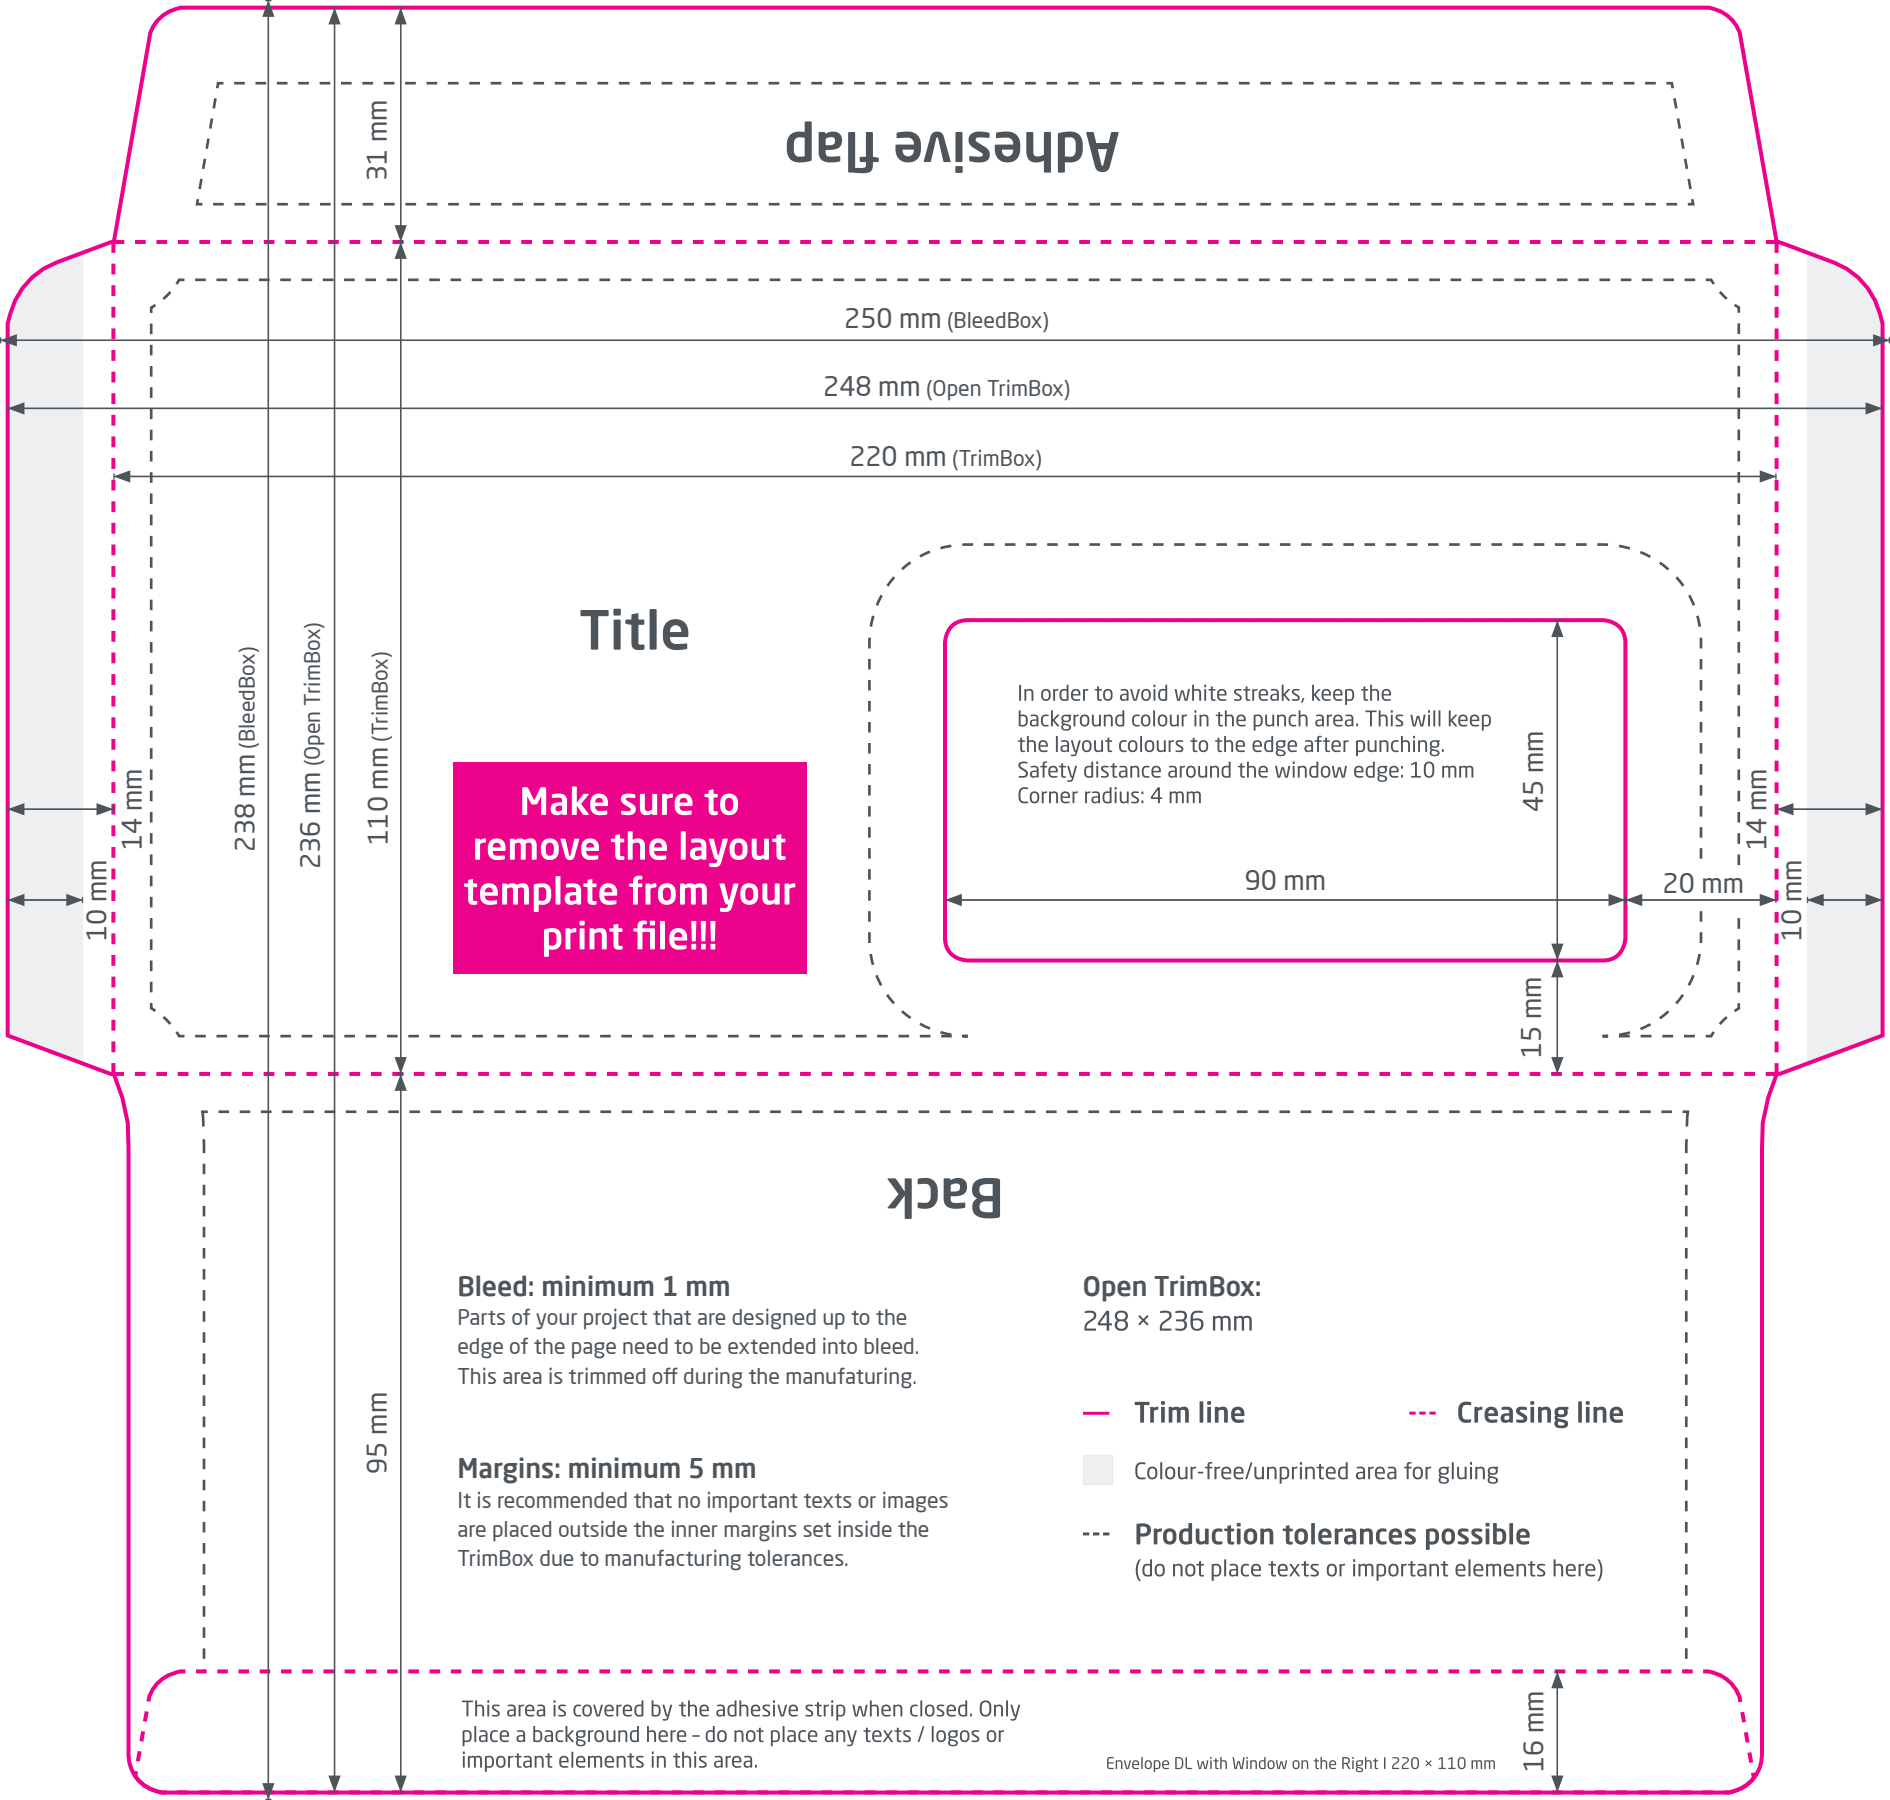 Adhesive flap
31 mm
250 mm (BleedBox)
248 mm (Open TrimBox)
220 mm (TrimBox)
238 mm (BleedBox)
236 mm (Open TrimBox)
110 mm (TrimBox)
Title
Make sure to
remove the layout
template from your
print file!!!
In order to avoid white streaks, keep the
background colour in the punch area. This will keep
the layout colours to the edge after punching.
Safety distance around the window edge: 10 mm
Corner radius: 4 mm
45 mm
90 mm
20 mm
15 mm
14 mm
10 mm
14 mm
10 mm
Back
95 mm
Bleed: minimum 1 mm
Parts of your project that are designed up to the
edge of the page need to be extended into bleed.
This area is trimmed off during the manufaturing.
Margins: minimum 5 mm
It is recommended that no important texts or images
are placed outside the inner margins set inside the
TrimBox due to manufacturing tolerances.
Open TrimBox:
248 × 236 mm
Trim line
Creasing line
Colour-free/unprinted area for gluing
Production tolerances possible
(do not place texts or important elements here)
This area is covered by the adhesive strip when closed. Only
place a background here – do not place any texts / logos or
important elements in this area.
Envelope DL with Window on the Right I 220 × 110 mm
16 mm